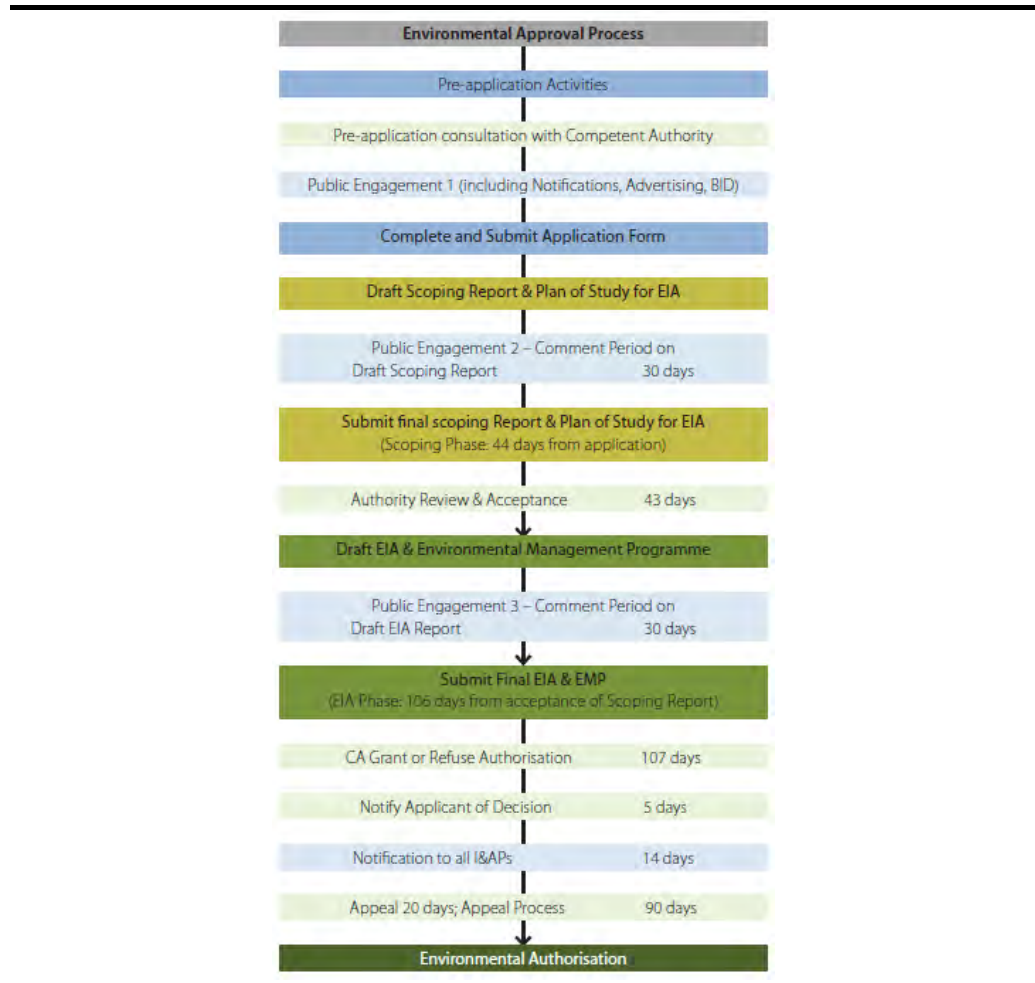 Environmental Approval Process
Pre-application Activities
Pre-application consultation with Competent Authority
Public Engagement 1 (including Notifications, Advertising, BID)
Complete and Submit Application Form
Draft Scoping Report & Plan of Study for EIA
Public Engagement 2 – Comment Period on
Draft Scoping Report 30 days
Submit final scoping Report & Plan of Study for EIA
(Scoping Phase: 44 days from application)
Authority Review & Acceptance 43 days
Draft EIA & Environmental Management Programme
Public Engagement 3 – Comment Period on
Draft EIA Report 30 days
Submit Final EIA & EMP
(EIA Phase: 106 days from acceptance of Scoping Report)
CA Grant or Refuse Authorisation 107 days
Notify Applicant of Decision 5 days
Notification to all I&APs 14 days
Appeal 20 days; Appeal Process 90 days
Environmental Authorisation